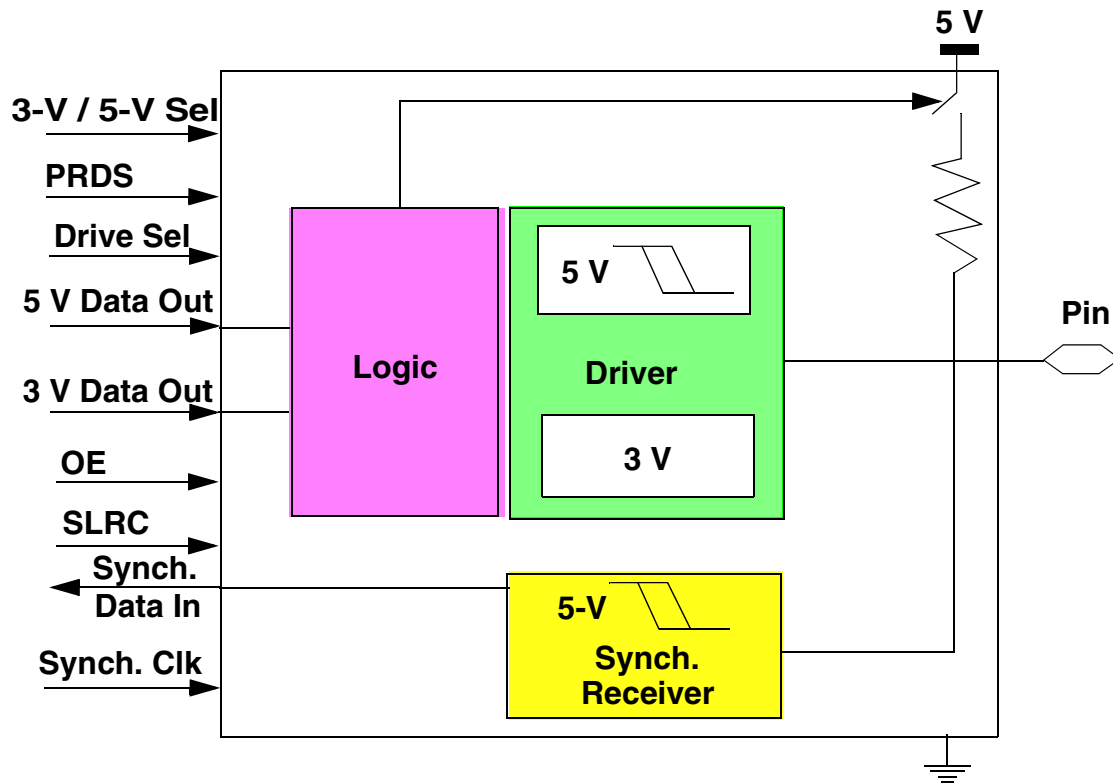 5 V
3-V / 5-V Sel
PRDS
Drive Sel
5 V Data Out
3 V Data Out
OE
SLRC
Synch.
Data In
Synch. Clk
Logic
5 V
Driver
3 V
5-V
Synch.
Receiver
Pin